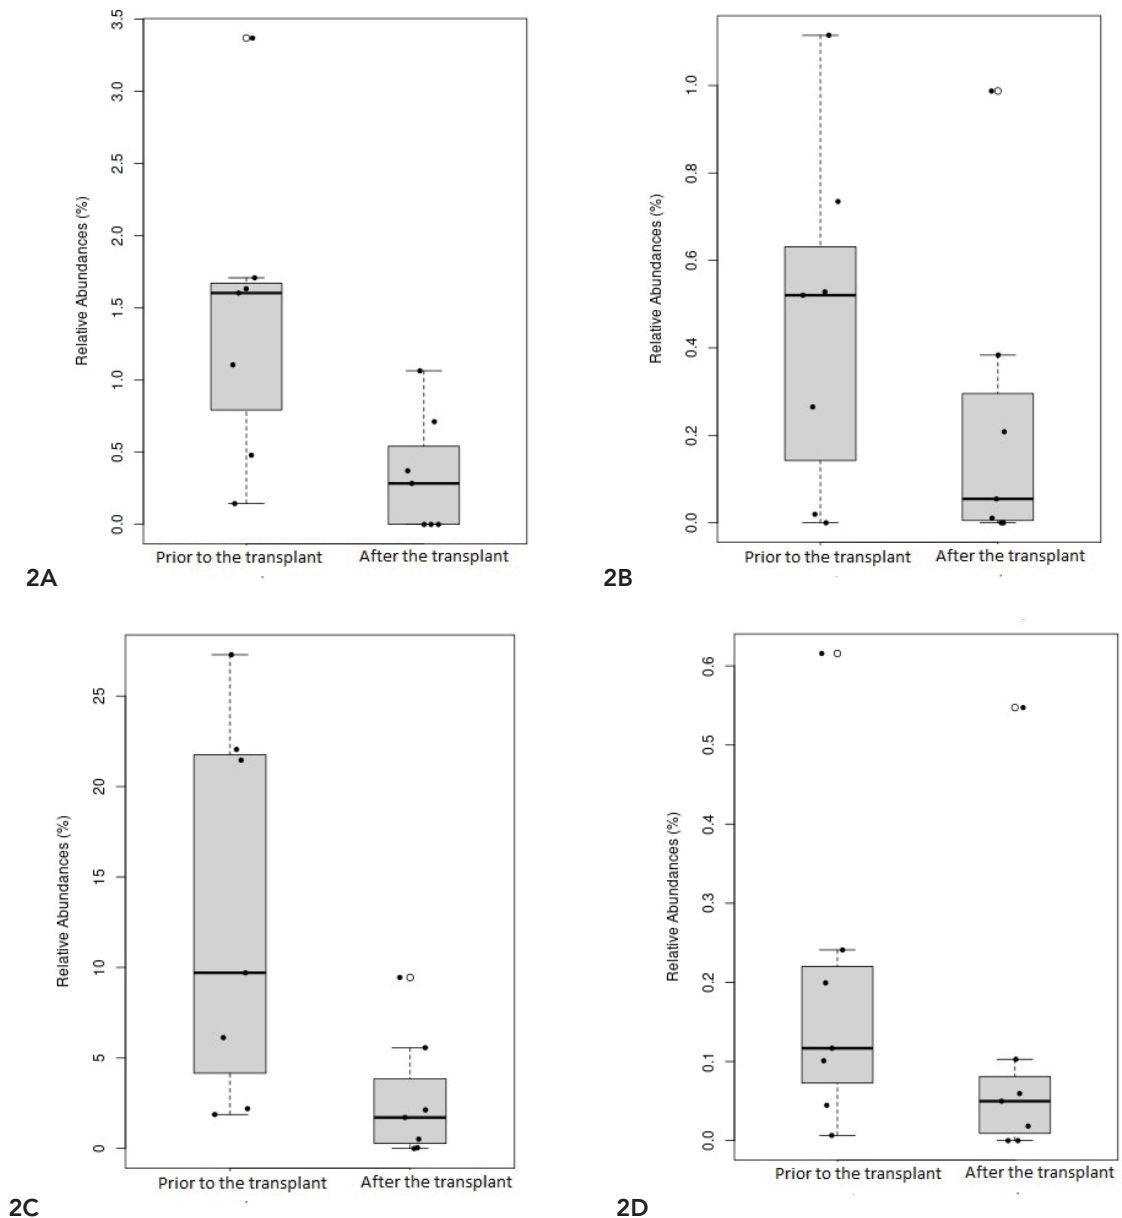 3.5
3.0
2.5
2.0
1.5
1.0
0.5
0.0
Relative Abundances (%)
Prior to the transplant
After the transplant
2A
1.0
0.8
0.6
0.4
0.2
0.0
Relative Abundances (%)
Prior to the transplant
After the transplant
2B
25
20
15
10
5
0
Relative Abundances (%)
Prior to the transplant
After the transplant
2C
0.6
0.5
0.4
0.3
0.2
0.1
0.0
Relative Abundances (%)
Prior to the transplant
After the transplant
2D